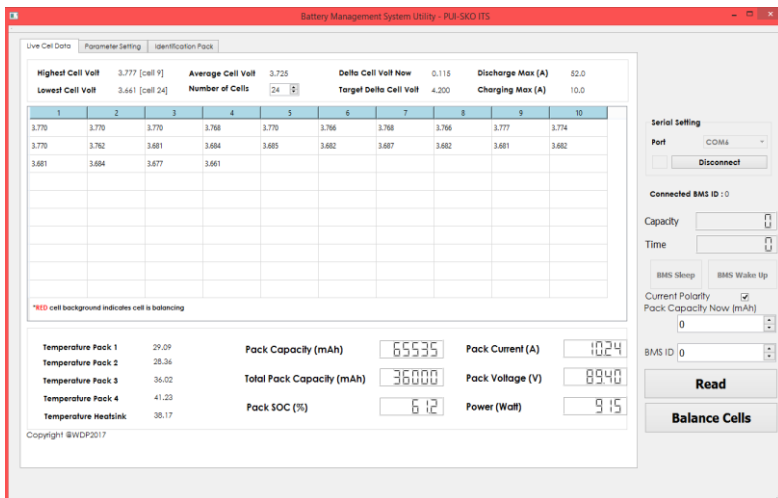 Battery Management System Utility - PUI-SKO ITS
Live Cel Data Parameter Setting Identification Pack
Highest Cell Volt 3.777 [cell 9] Average Cell Volt 3.725 Delta Cell Volt Now 0.115 Discharge Max (A) 52.0
Lowest Cell Volt 3.661 [cell 24] Number of Cells 24 Target Delta Cell Volt 4.200 Charging Max (A) 10.0
1 2 3 4 5 6 7 8 9 10
3.770 3.770 3.770 3.768 3.770 3.766 3.768 3.766 3.777 3.774
3.770 3.762 3.681 3.684 3.685 3.682 3.687 3.682 3.681 3.682
3.681 3.684 3.677 3.661
*RED cell background indicates cell is balancing
Temperature Pack 1 29.09
Temperature Pack 2 28.36
Temperature Pack 3 36.02
Temperature Pack 4 41.23
Temperature Heatsink 38.17
Pack Capacity (mAh) 65535 Pack Current (A) 10.24
Total Pack Capacity (mAh) 36000 Pack Voltage (V) 89.40
Pack SOC (%) 61.2 Power (Watt) 915
Copyright @WDP2017
Serial Setting
Port COM6
Disconnect
Connected BMS ID : 0
Capacity 0
Time 0
BMS Sleep BMS Wake Up
Current Polarity
Pack Capacity Now (mAh)
0
BMS ID 0
Read
Balance Cells